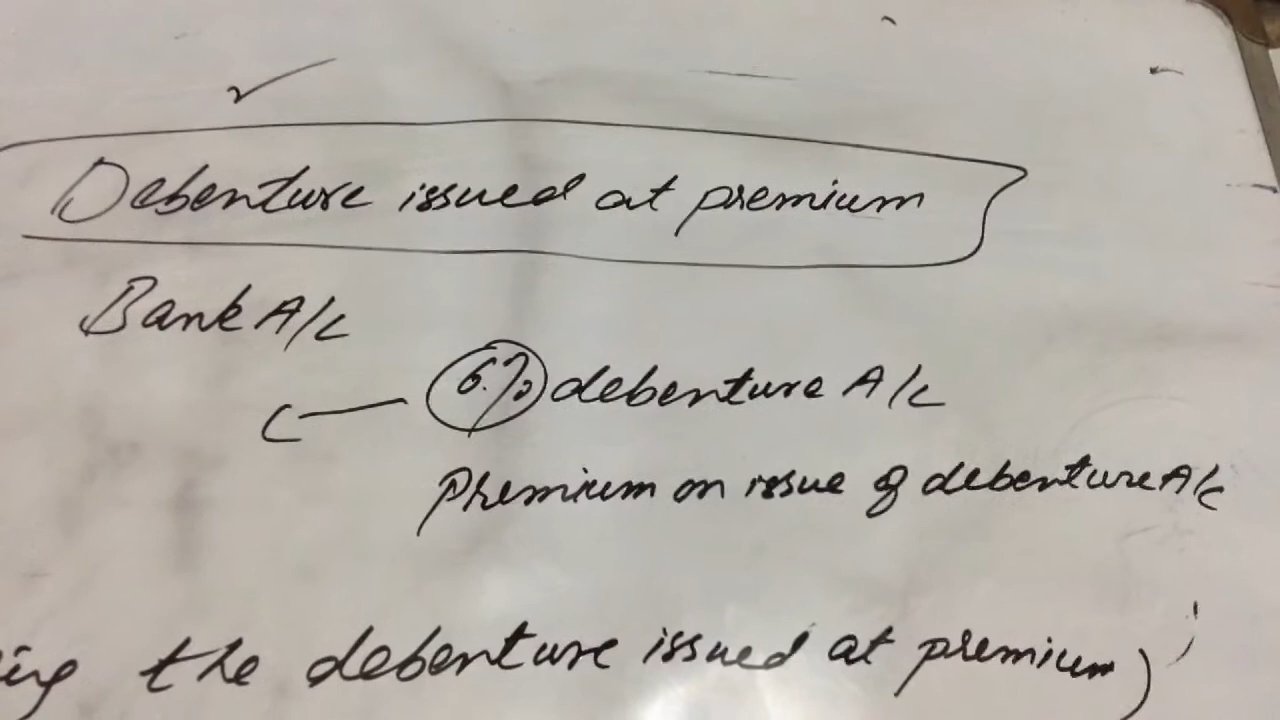 Debenture issued at premium
Bank A/c
6% debenture A/c
Premium on issue of debenture A/c
the debenture issued at premium)